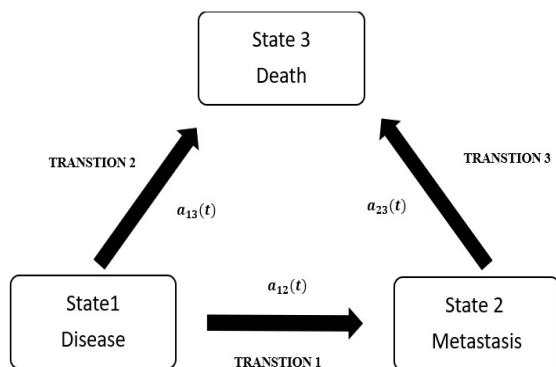 State 3
Death
TRANSTION 2
TRANSTION 3
a₁₃(t)
a₂₃(t)
State1
Disease
a₁₂(t)
State 2
Metastasis
TRANSTION 1